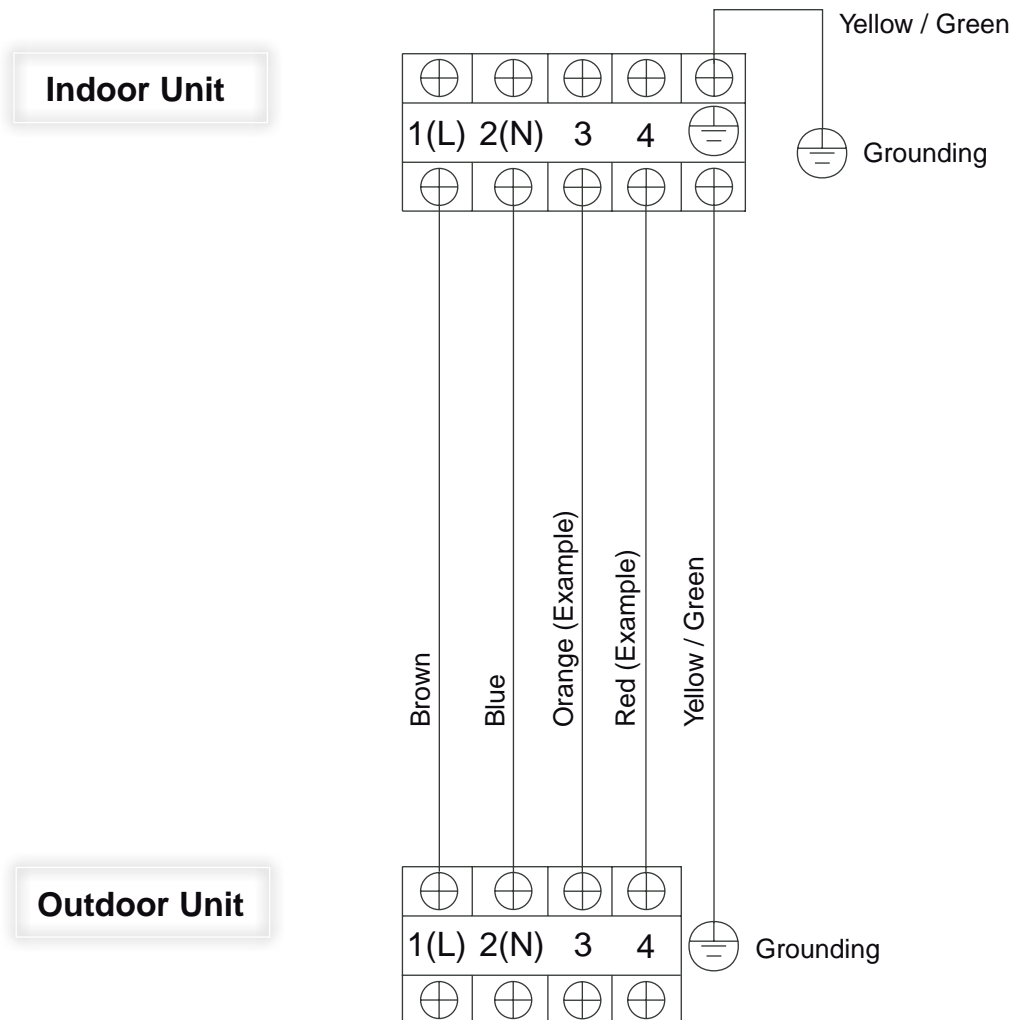 Yellow / Green
Indoor Unit
1(L) 2(N) 3 4
Grounding
Brown
Blue
Orange (Example)
Red (Example)
Yellow / Green
Outdoor Unit
1(L) 2(N) 3 4
Grounding